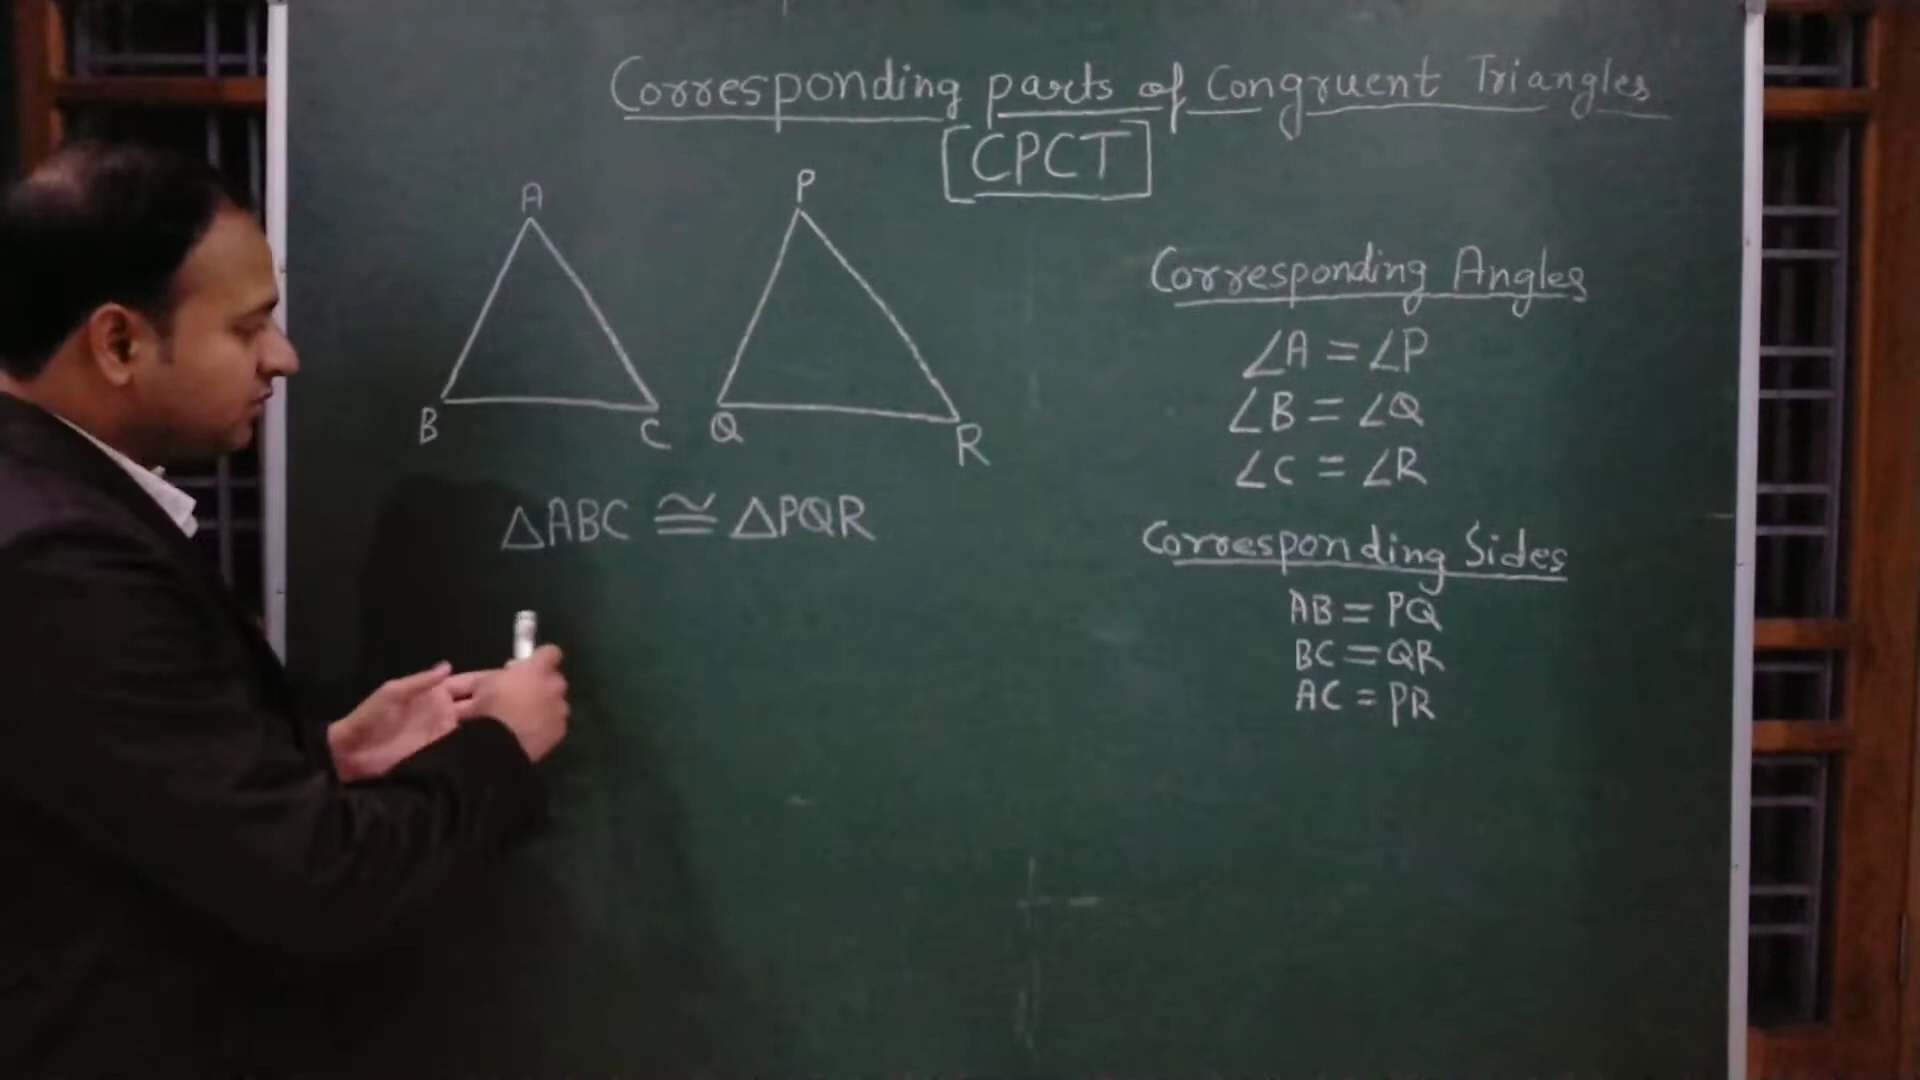 Corresponding parts of Congruent Triangles
[CPCT]
A
P
B
C
Q
R
△ABC ≅ △PQR
Corresponding Angles
∠A = ∠P
∠B = ∠Q
∠C = ∠R
Corresponding Sides
AB = PQ
BC = QR
AC = PR